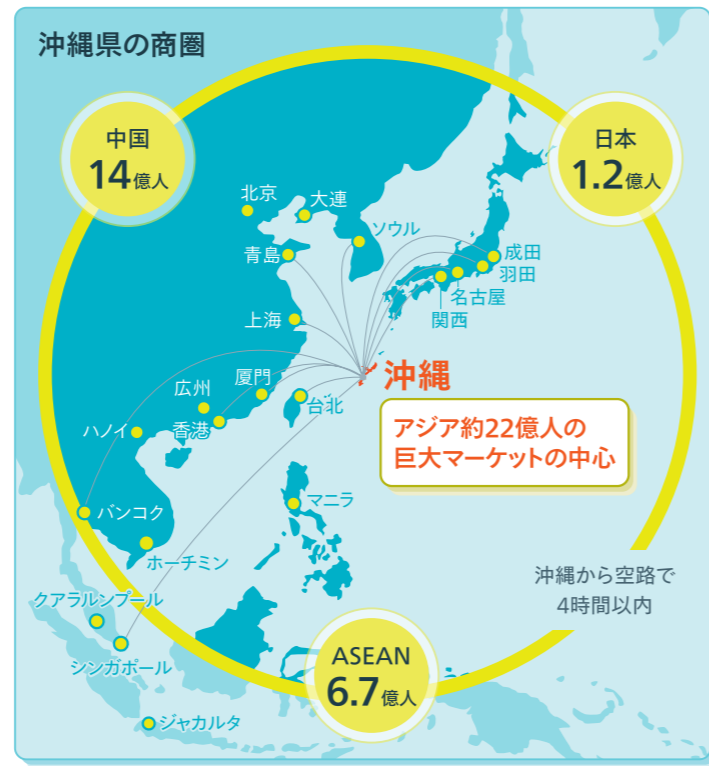 沖縄県の商圏
中国
14億人
日本
1.2億人
北京
大連
ソウル
青島
成田
羽田
名古屋
関西
上海
沖縄
厦門
広州
台北
香港
ハノイ
アジア約22億人の
巨大マーケットの中心
バンコク
マニラ
ホーチミン
沖縄から空路で
4時間以内
クアラルンプール
シンガポール
ASEAN
6.7億人
ジャカルタ